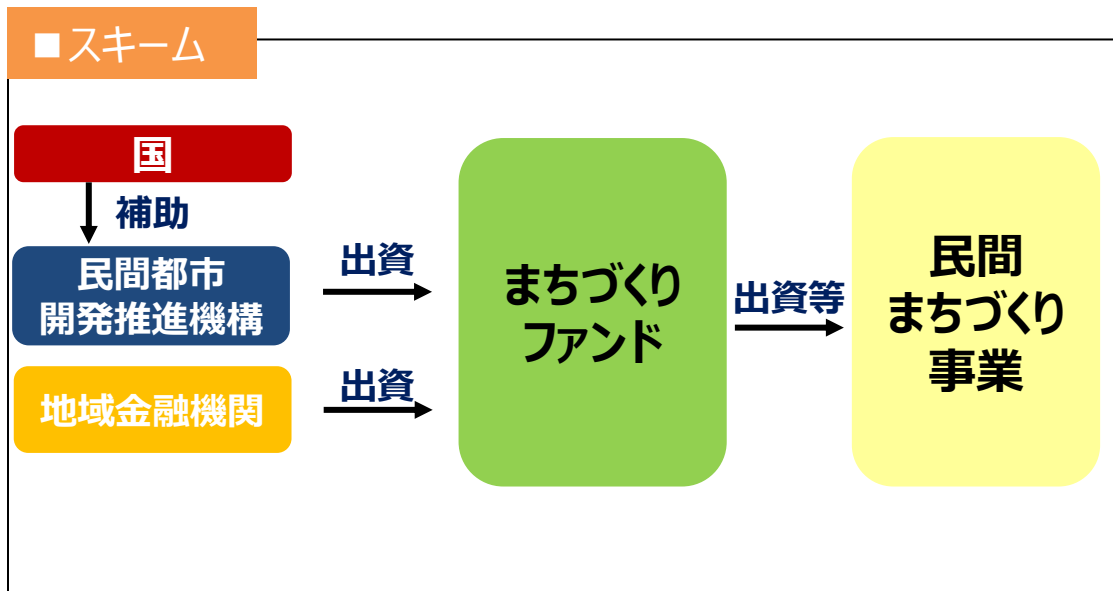 ■スキーム
国
補助
民間都市
開発推進機構
出資
地域金融機関
出資
まちづくり
ファンド
出資等
民間
まちづくり
事業